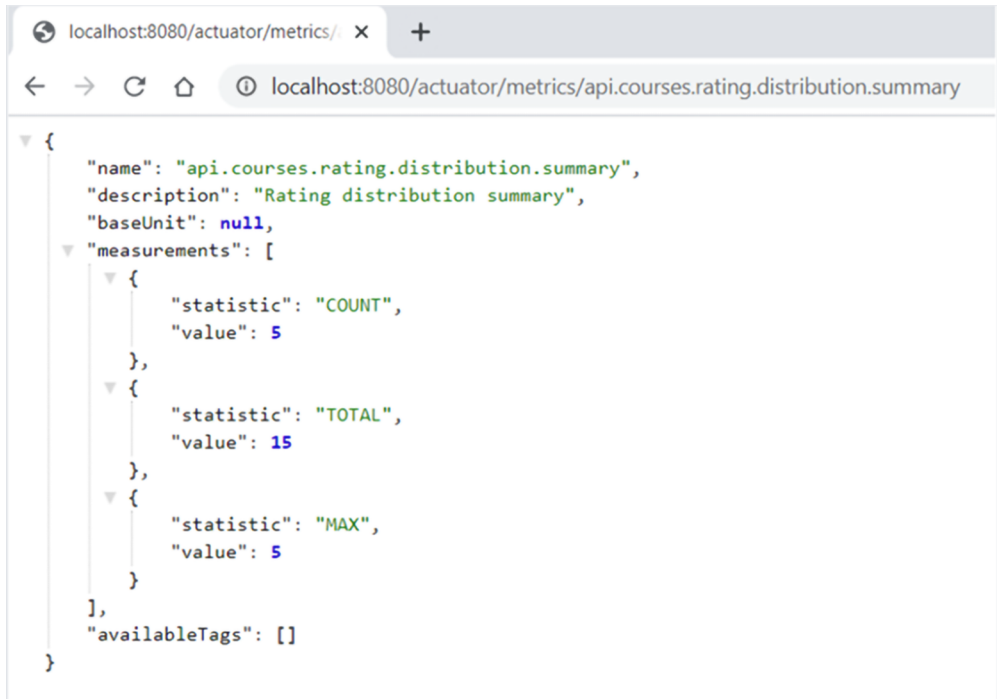 localhost:8080/actuator/metrics/
localhost:8080/actuator/metrics/api.courses.rating.distribution.summary
{
"name": "api.courses.rating.distribution.summary",
"description": "Rating distribution summary",
"baseUnit": null,
"measurements": [
{
"statistic": "COUNT",
"value": 5
},
{
"statistic": "TOTAL",
"value": 15
},
{
"statistic": "MAX",
"value": 5
}
],
"availableTags": []
}